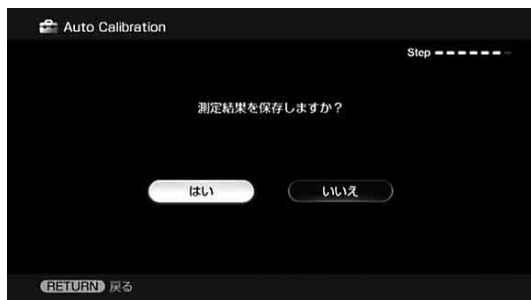 Auto Calibration
Step
測定結果を保存しますか？
はい
いいえ
RETURN 戻る